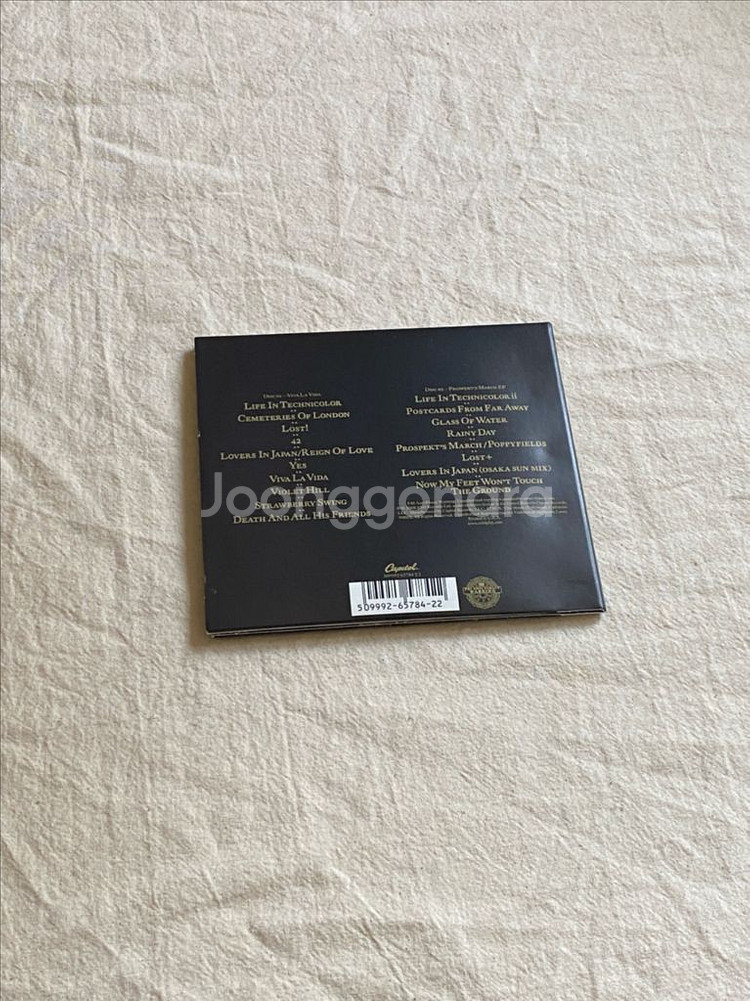 Disc 01 - Viva La Vida
Life In Technicolor
Cemeteries Of London
Lost!
42
Lovers In Japan/Reign Of Love
Yes
Viva La Vida
Violet Hill
Strawberry Swing
Death And All His Friends
Disc 02 - Prospekt's March EP
Life In Technicolor ii
Postcards From Far Away
Glass Of Water
Rainy Day
Prospekt's March/Poppyfields
Lost+
Lovers In Japan (Osaka Sun Mix)
Now My Feet Won't Touch
The Ground
Joonggonara
Capitol
509992-65784-22